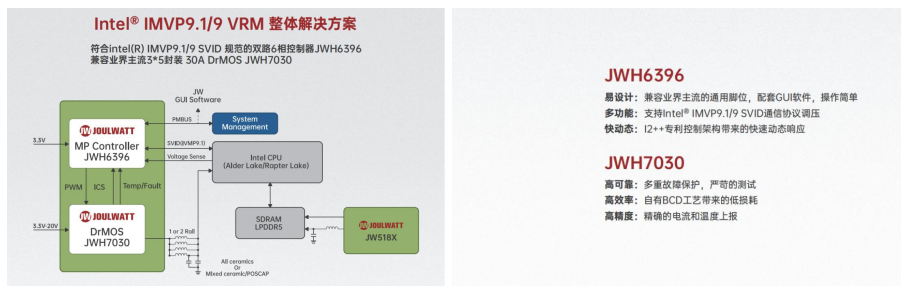 Intel® IMVP9.1/9 VRM 整体解决方案
符合intel(R) IMVP9.1/9 SVID 规范的双路6相控制器JWH6396
兼容业界主流3*5封装 30A DrMOS JWH7030
JW
GUI Software
PMBUS
System
Management
JW JOULWATT
MP Controller
JWH6396
3.3V
SVID(IVMP9.1)
Voltage Sense
Intel CPU
(Alder Lake/Rapter Lake)
PWM
ICS
Temp/Fault
JW JOULWATT
DrMOS
JWH7030
3.3V-20V
1 or 2 Rail
SDRAM
LPDDR5
JW JOULWATT
JW518X
All ceramics
Or
Mixed ceramic/POSCAP
JWH6396
易设计：兼容业界主流的通用脚位，配套GUI软件，操作简单
多功能：支持Intel® IMVP9.1/9 SVID通信协议调压
快动态：I2++专利控制架构带来的快速动态响应
JWH7030
高可靠：多重故障保护，严苛的测试
高效率：自有BCD工艺带来的低损耗
高精度：精确的电流和温度上报